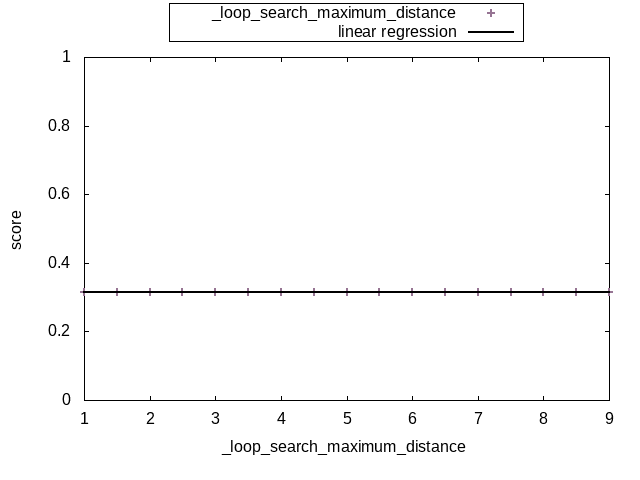 _loop_search_maximum_distance
linear regression
1
0.8
0.6
0.4
0.2
0
score
1 2 3 4 5 6 7 8 9
_loop_search_maximum_distance